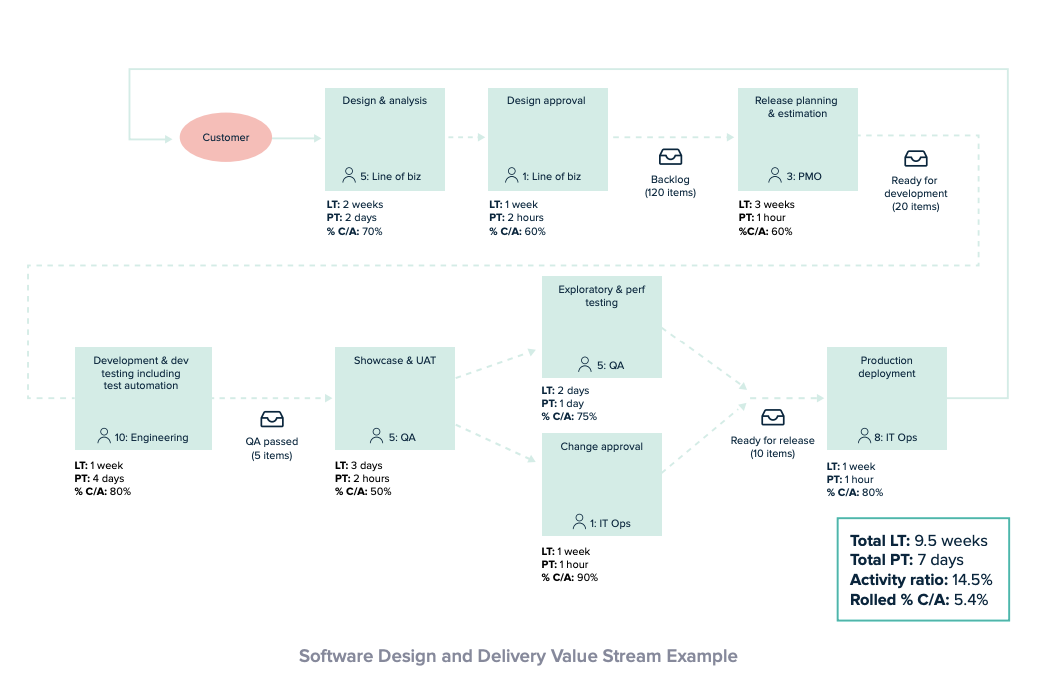 Customer
Design & analysis
5: Line of biz
LT: 2 weeks
PT: 2 days
% C/A: 70%
Design approval
1: Line of biz
LT: 1 week
PT: 2 hours
% C/A: 60%
Backlog
(120 items)
Release planning
& estimation
3: PMO
LT: 3 weeks
PT: 1 hour
%C/A: 60%
Ready for
development
(20 items)
Development & dev
testing including
test automation
10: Engineering
LT: 1 week
PT: 4 days
% C/A: 80%
QA passed
(5 items)
Showcase & UAT
5: QA
LT: 3 days
PT: 2 hours
% C/A: 50%
Exploratory & perf
testing
5: QA
LT: 2 days
PT: 1 day
% C/A: 75%
Change approval
1: IT Ops
LT: 1 week
PT: 1 hour
% C/A: 90%
Ready for release
(10 items)
Production
deployment
8: IT Ops
LT: 1 week
PT: 1 hour
% C/A: 80%
Total LT: 9.5 weeks
Total PT: 7 days
Activity ratio: 14.5%
Rolled % C/A: 5.4%
Software Design and Delivery Value Stream Example